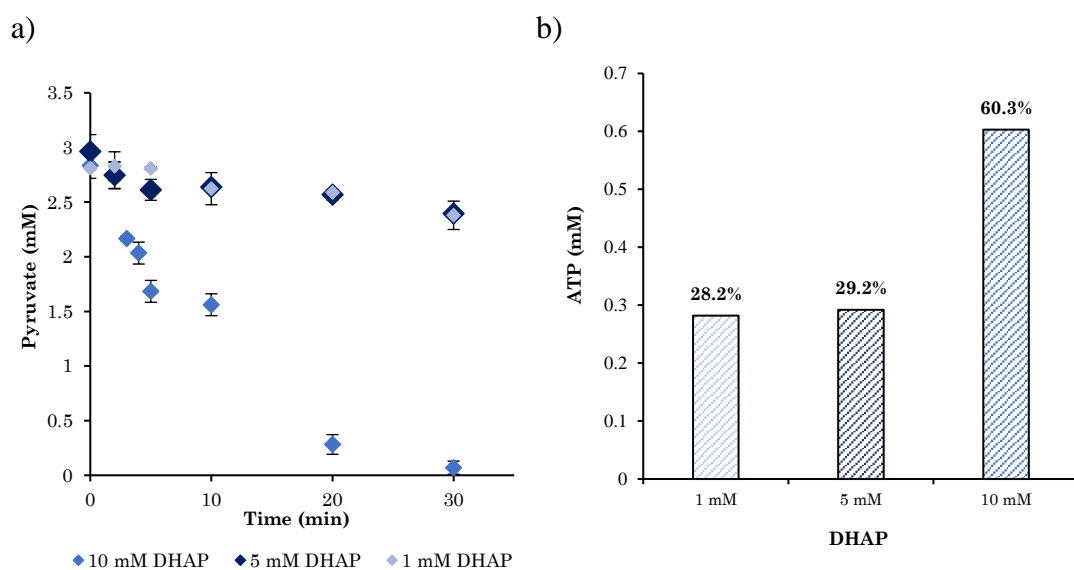 a)
Pyruvate (mM)
3.5
3
2.5
2
1.5
1
0.5
0
0
10
20
30
Time (min)
10 mM DHAP
5 mM DHAP
1 mM DHAP
b)
ATP (mM)
0.7
0.6
0.5
0.4
0.3
0.2
0.1
0
28.2%
29.2%
60.3%
1 mM
5 mM
10 mM
DHAP